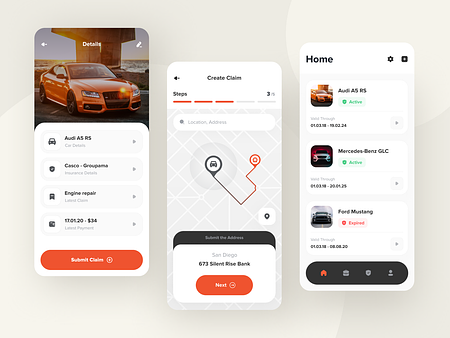 Details
Audi A5 RS
Car Details
Casco - Groupama
Insurance Details
Engine repair
Latest Claim
17.01.20 - $34
Latest Payment
Submit Claim
Create Claim
Steps
3 /5
Location, Address
Submit the Address
San Diego
673 Silent Rise Bank
Next
Home
Audi A5 RS
Active
Valid Through
01.03.18 - 19.02.24
Mercedes-Benz GLC
Active
Valid Through
01.03.18 - 20.01.25
Ford Mustang
Expired
Valid Through
01.03.18 - 08.08.20